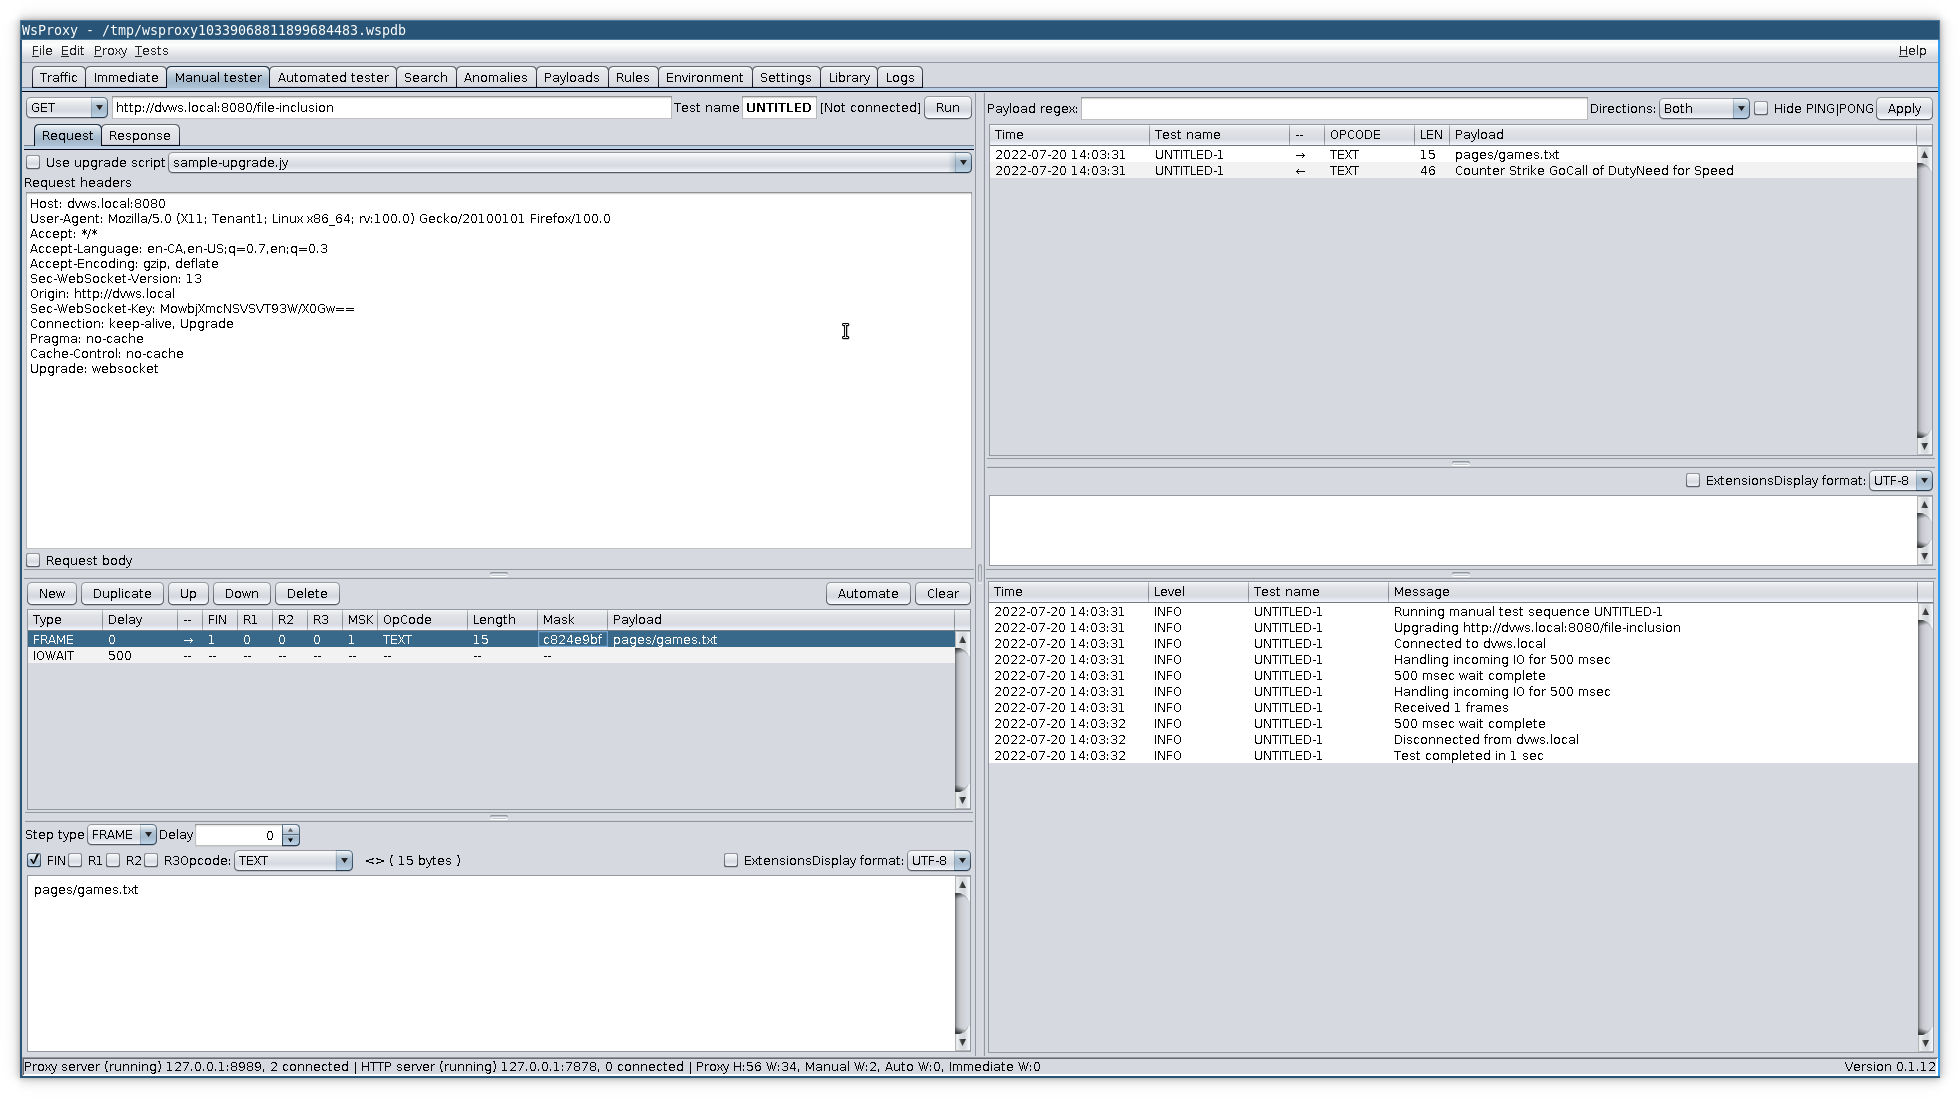 WsProxy - /tmp/wsproxy10339068811899684483.wspdb
File Edit Proxy Tests Help
Traffic Immediate Manual tester Automated tester Search Anomalies Payloads Rules Environment Settings Library Logs
GET http://dvws.local:8080/file-inclusion Test name UNTITLED [Not connected] Run
Request Response
Use upgrade script sample-upgrade.jy
Request headers
Host: dvws.local:8080
User-Agent: Mozilla/5.0 (X11; Tenant1; Linux x86_64; rv:100.0) Gecko/20100101 Firefox/100.0
Accept: */*
Accept-Language: en-CA,en-US;q=0.7,en;q=0.3
Accept-Encoding: gzip, deflate
Sec-WebSocket-Version: 13
Origin: http://dvws.local
Sec-WebSocket-Key: MowbjXmcNSVSVT93W/X0Gw==
Connection: keep-alive, Upgrade
Pragma: no-cache
Cache-Control: no-cache
Upgrade: websocket
Request body
New Duplicate Up Down Delete Automate Clear
Type Delay -- FIN R1 R2 R3 MSK OpCode Length Mask Payload
FRAME 0 → 1 0 0 0 1 TEXT 15 c824e9bf pages/games.txt
IOWAIT 500 -- -- -- -- -- -- -- -- --
Step type FRAME Delay 0
FIN R1 R2 R3 Opcode: TEXT <> ( 15 bytes ) Extensions Display format: UTF-8
pages/games.txt
Payload regex: Directions: Both Hide PING|PONG Apply
Time Test name -- OPCODE LEN Payload
2022-07-20 14:03:31 UNTITLED-1 → TEXT 15 pages/games.txt
2022-07-20 14:03:31 UNTITLED-1 ← TEXT 46 Counter Strike GoCall of DutyNeed for Speed
Extensions Display format: UTF-8
Time Level Test name Message
2022-07-20 14:03:31 INFO UNTITLED-1 Running manual test sequence UNTITLED-1
2022-07-20 14:03:31 INFO UNTITLED-1 Upgrading http://dvws.local:8080/file-inclusion
2022-07-20 14:03:31 INFO UNTITLED-1 Connected to dvws.local
2022-07-20 14:03:31 INFO UNTITLED-1 Handling incoming IO for 500 msec
2022-07-20 14:03:31 INFO UNTITLED-1 500 msec wait complete
2022-07-20 14:03:31 INFO UNTITLED-1 Handling incoming IO for 500 msec
2022-07-20 14:03:31 INFO UNTITLED-1 Received 1 frames
2022-07-20 14:03:32 INFO UNTITLED-1 500 msec wait complete
2022-07-20 14:03:32 INFO UNTITLED-1 Disconnected from dvws.local
2022-07-20 14:03:32 INFO UNTITLED-1 Test completed in 1 sec
Proxy server (running) 127.0.0.1:8989, 2 connected | HTTP server (running) 127.0.0.1:7878, 0 connected | Proxy H:56 W:34, Manual W:2, Auto W:0, Immediate W:0 Version 0.1.12